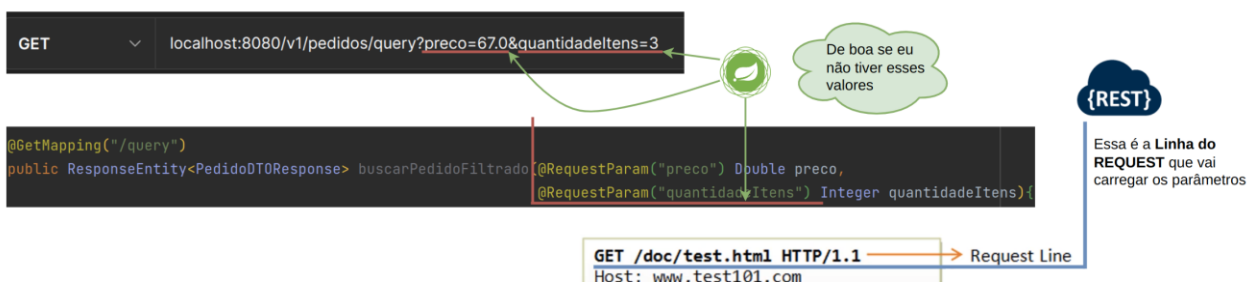 GET localhost:8080/v1/pedidos/query?preco=67.0&quantidadeItens=3
De boa se eu
não tiver esses
valores
{REST}
Essa é a Linha do
REQUEST que vai
carregar os parâmetros
@GetMapping("/query")
public ResponseEntity<PedidoDTOResponse> buscarPedidoFiltrado(@RequestParam("preco") Double preco,
@RequestParam("quantidadeItens") Integer quantidadeItens){
GET /doc/test.html HTTP/1.1 Request Line
Host: www.test101.com